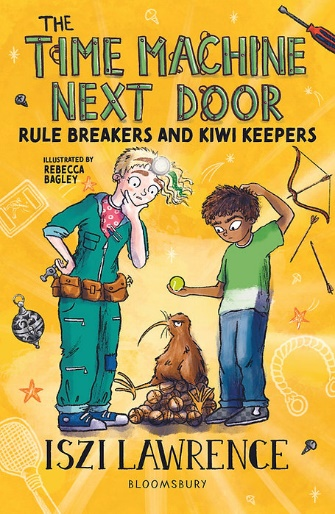 THE
TIME MACHINE
NEXT DOOR
RULE BREAKERS AND KIWI KEEPERS
ILLUSTRATED BY
REBECCA
BAGLEY
ISZI LAWRENCE
BLOOMSBURY